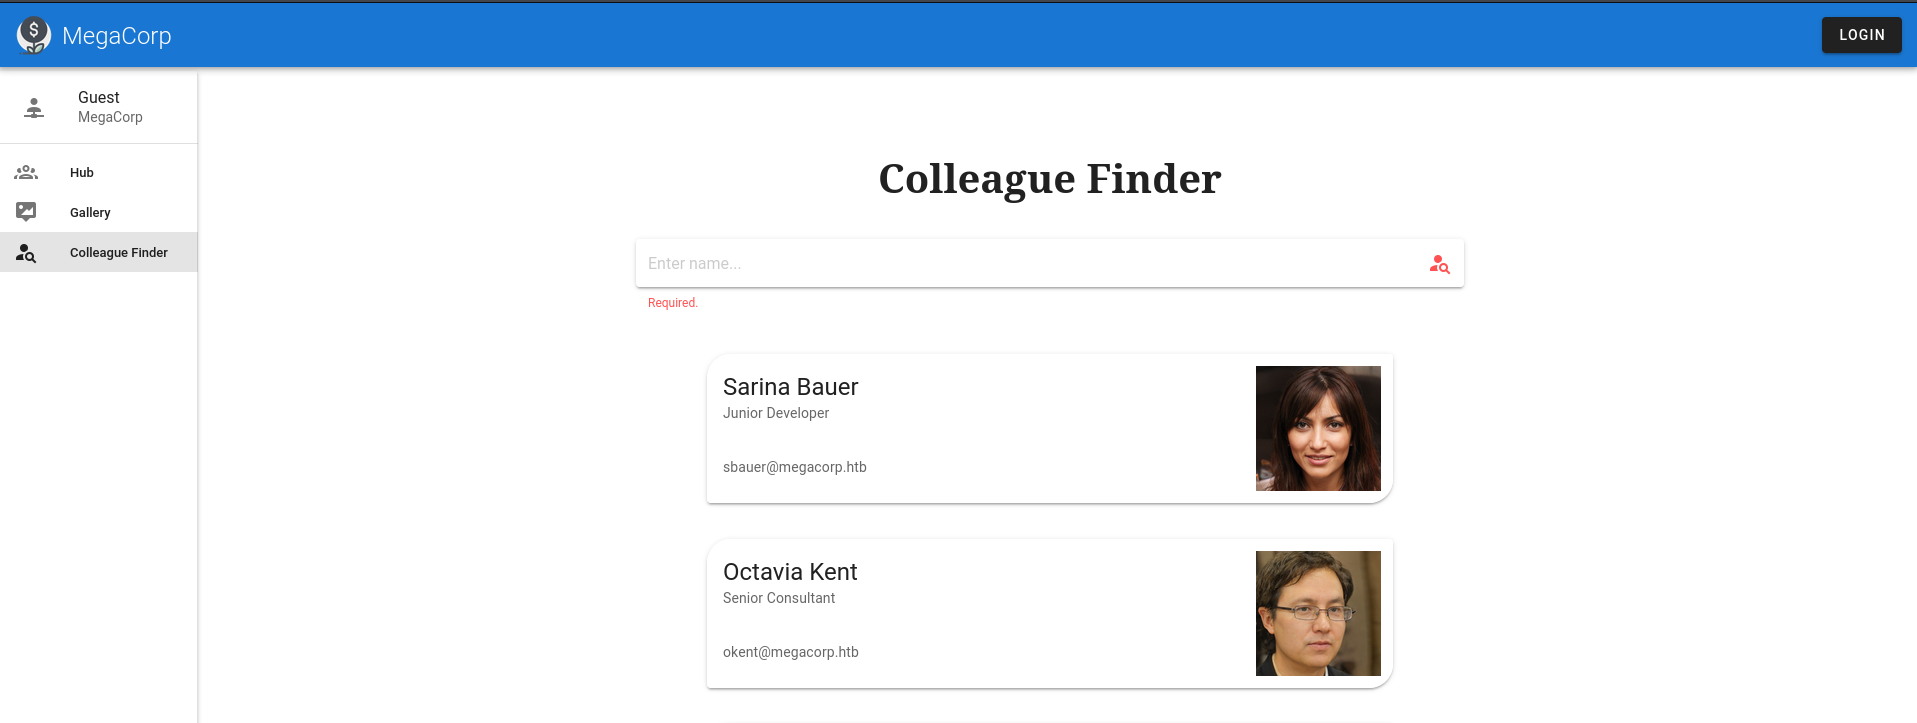 MegaCorp
LOGIN
Guest
MegaCorp
Hub
Gallery
Colleague Finder
Colleague Finder
Enter name...
Required.
Sarina Bauer
Junior Developer
sbauer@megacorp.htb
Octavia Kent
Senior Consultant
okent@megacorp.htb